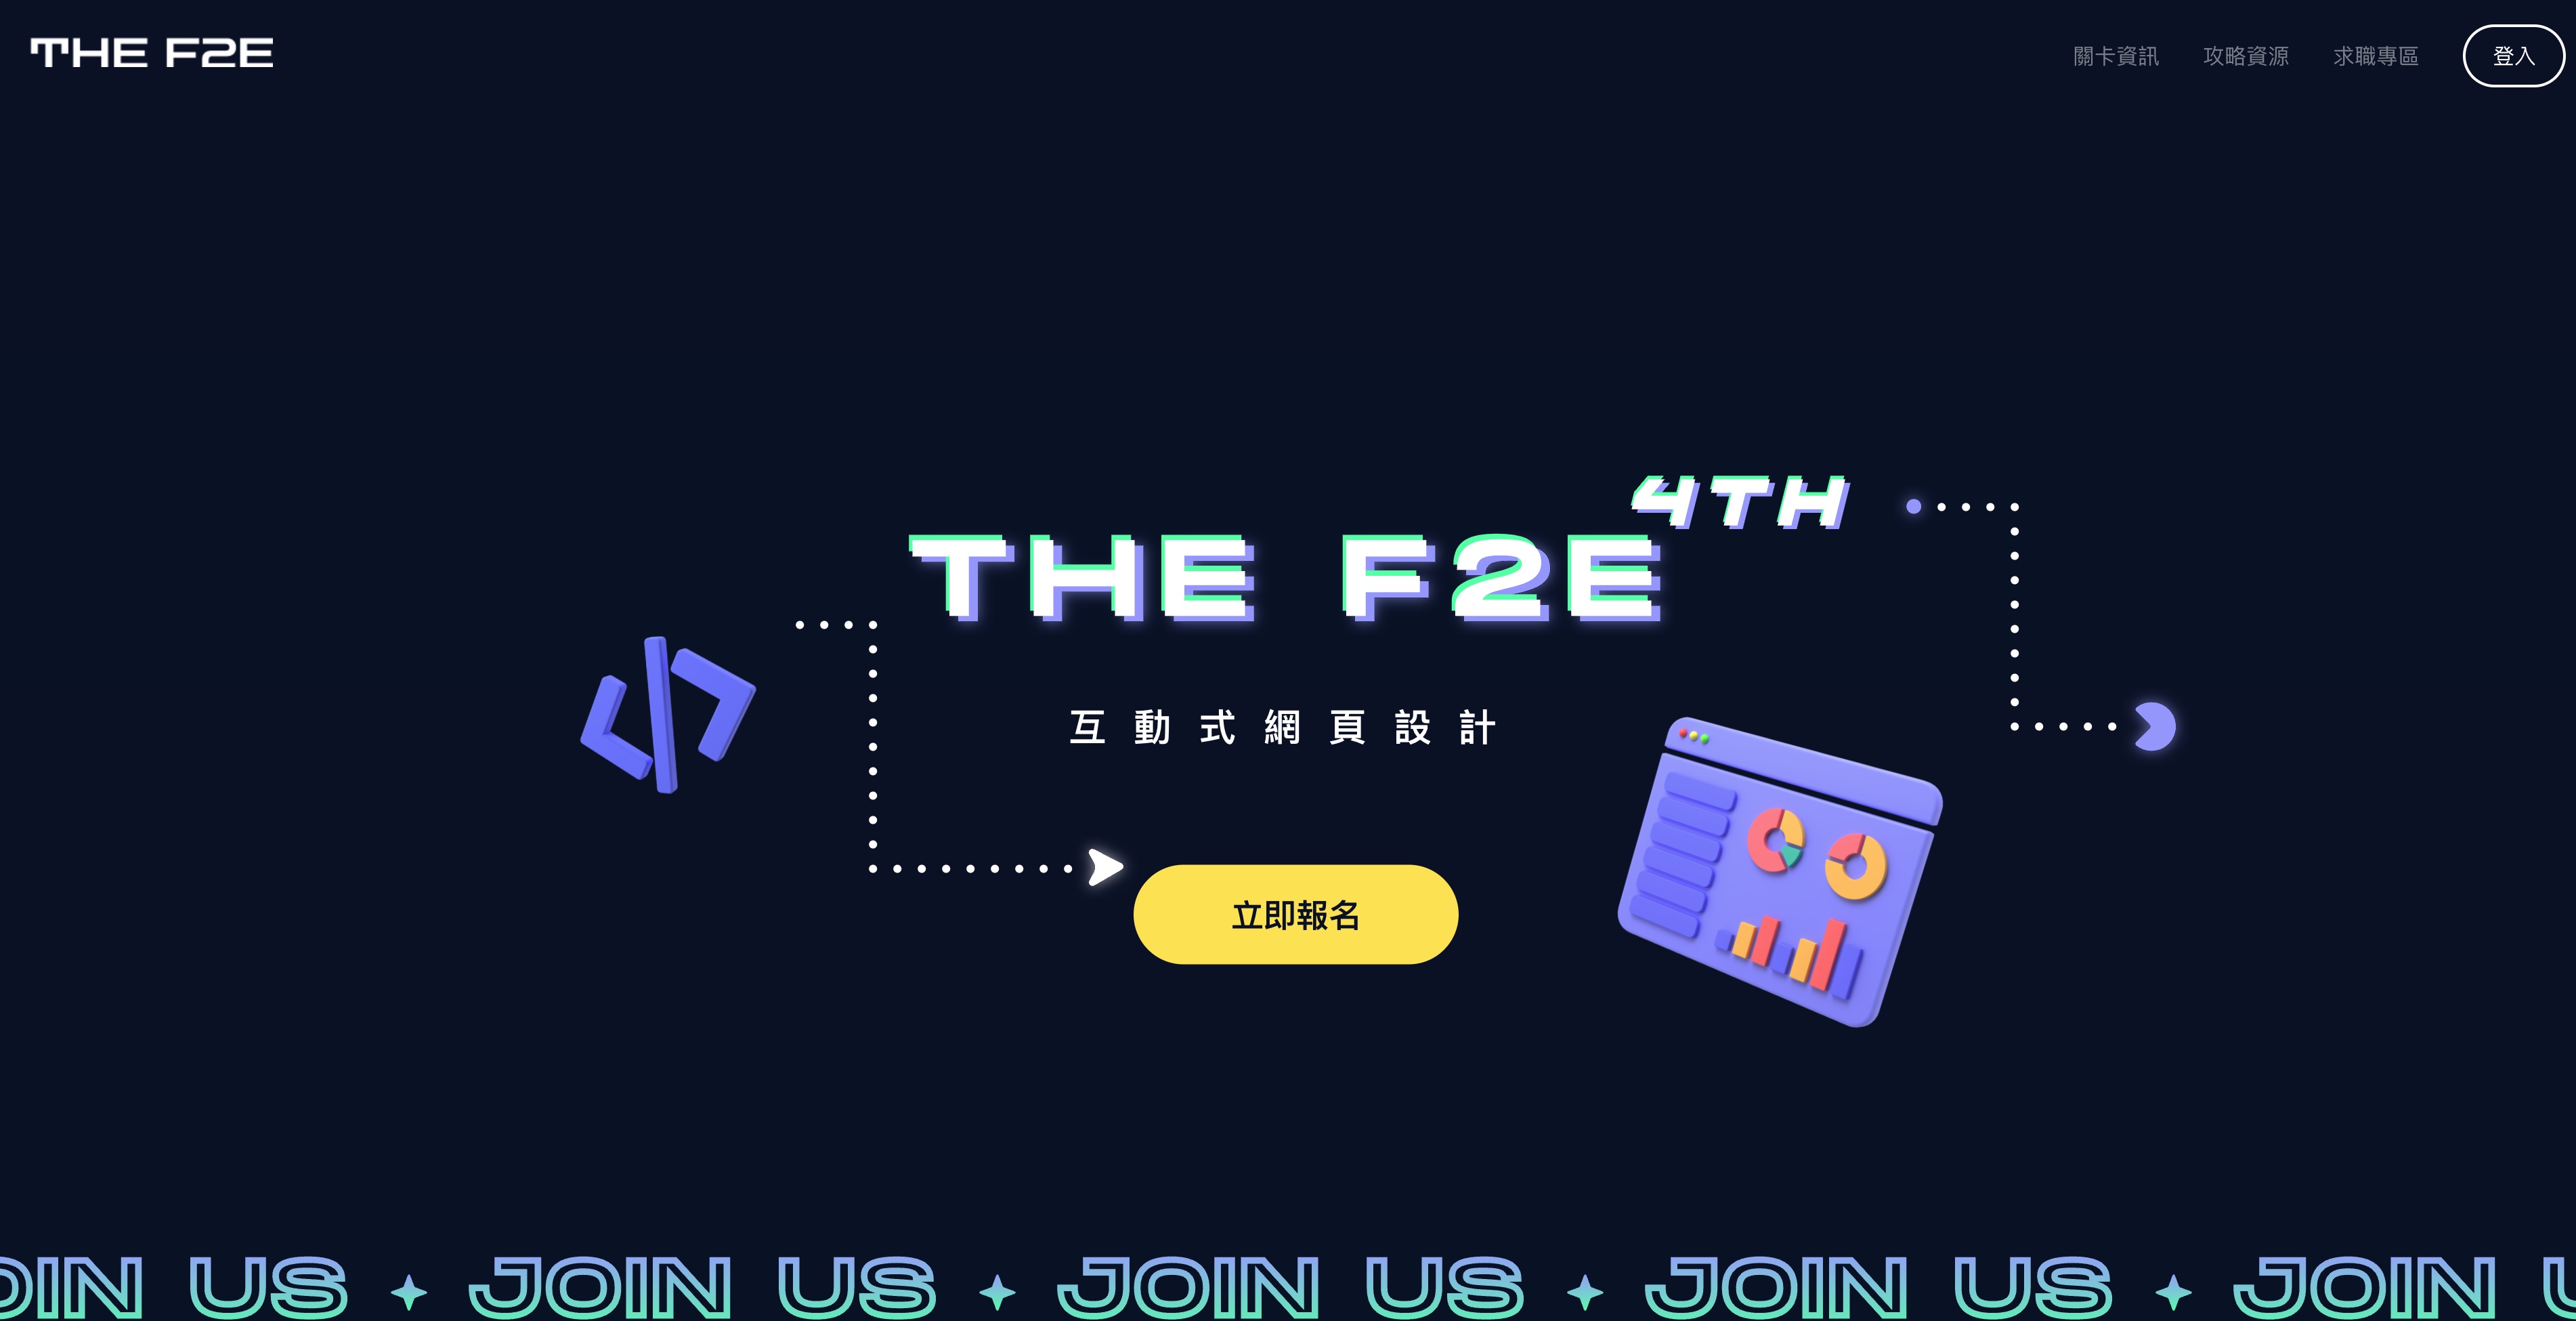 THE F2E
關卡資訊 攻略資源 求職專區 登入
4TH
THE F2E
互動式網頁設計
立即報名
OIN US JOIN US JOIN US JOIN US JOIN U